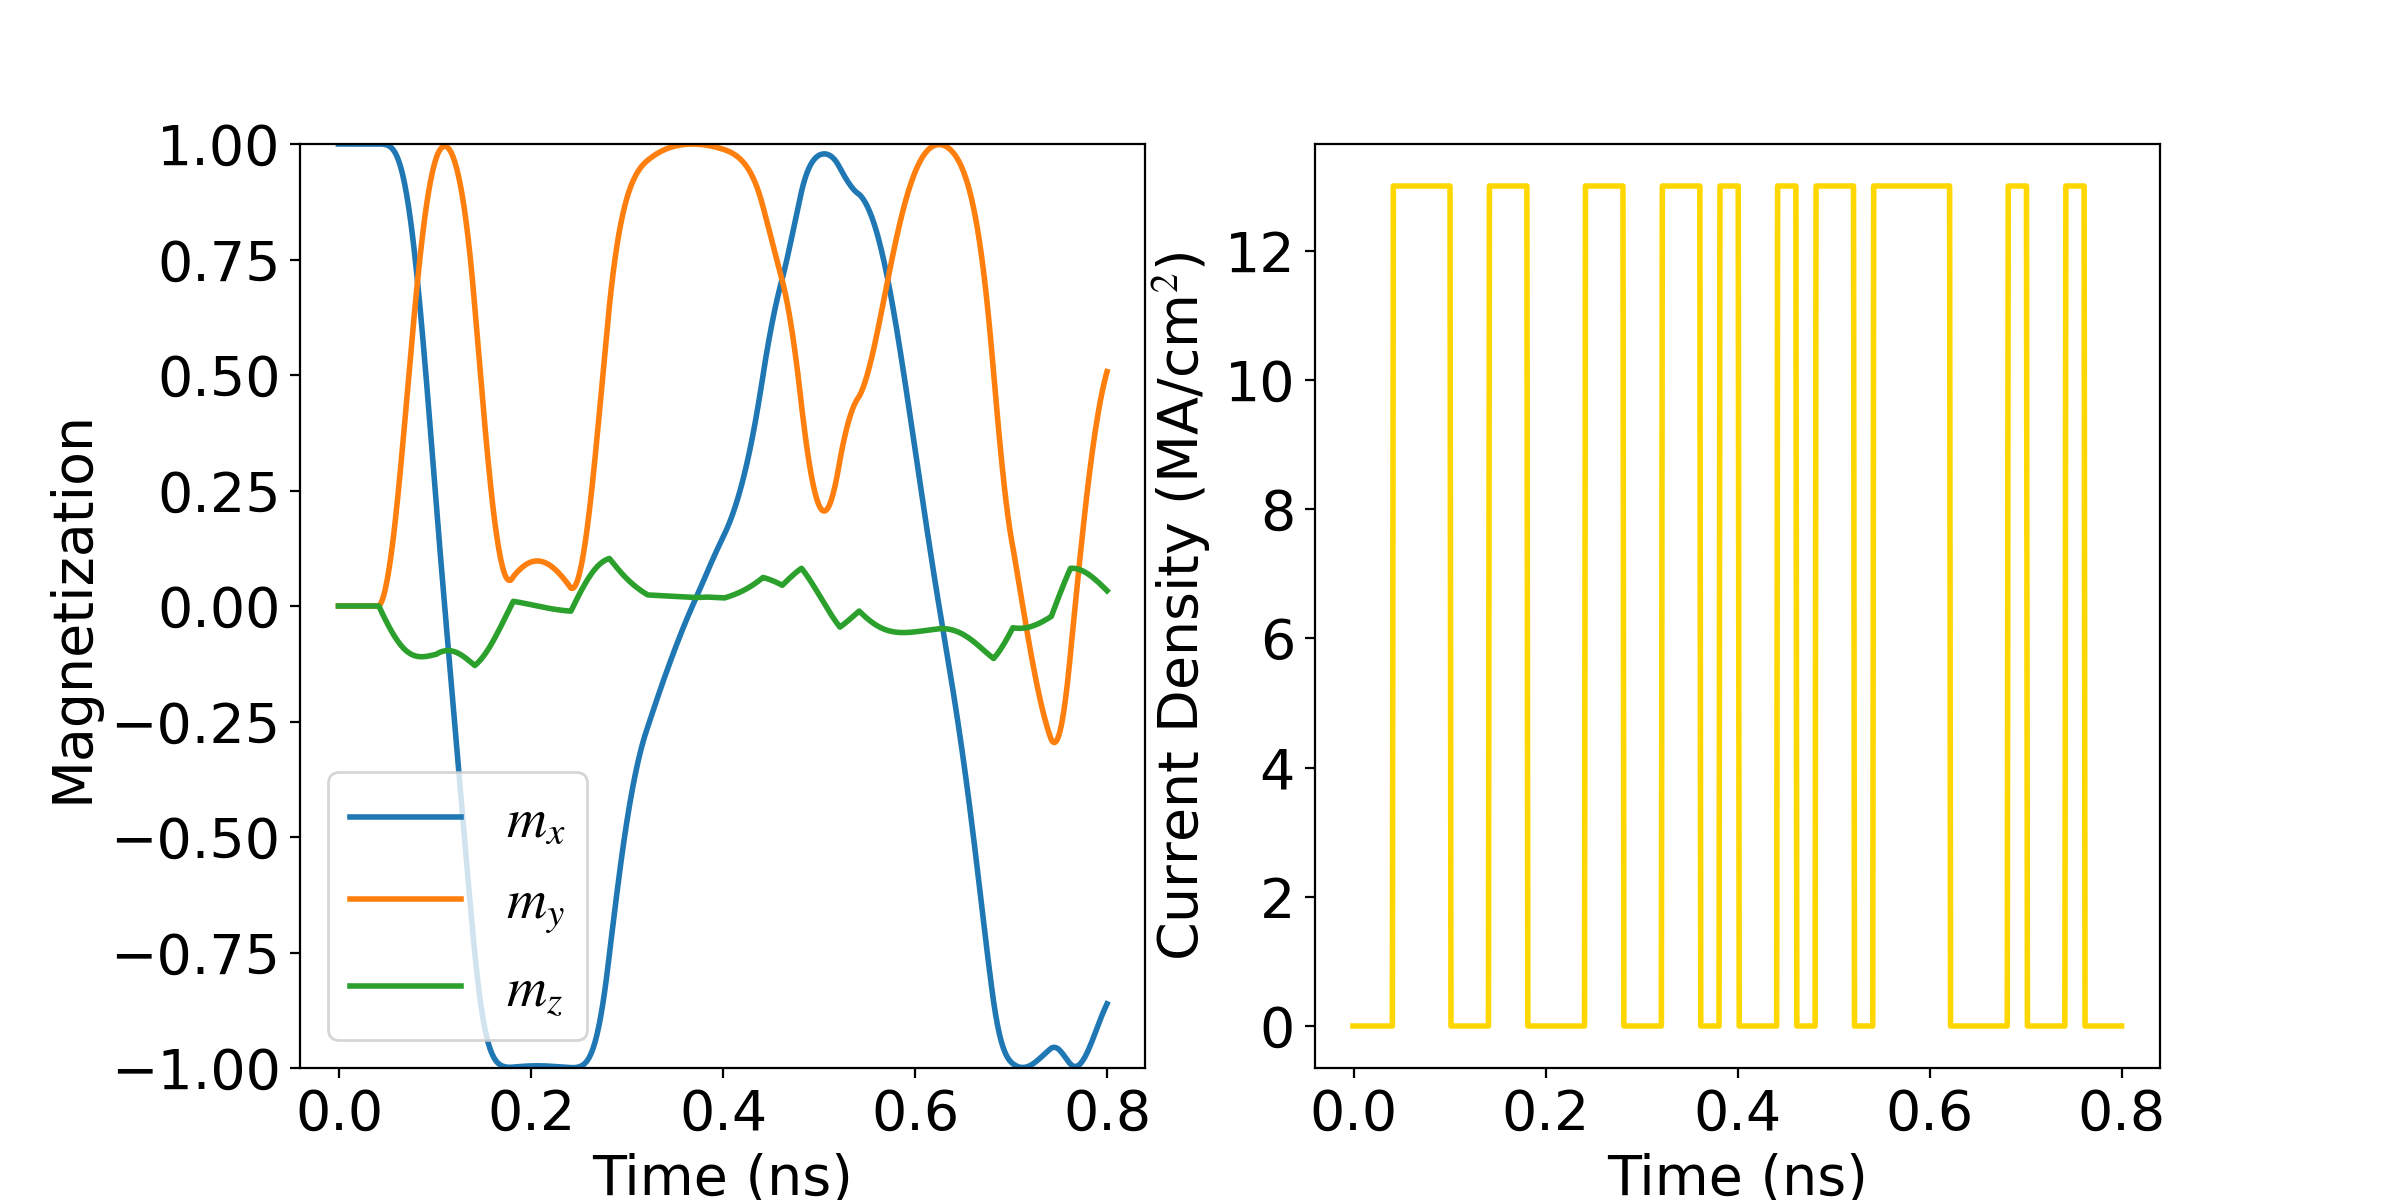 1.00
0.75
0.50
0.25
0.00
−0.25
−0.50
−0.75
−1.00
Magnetization
m_x
m_y
m_z
0.0 0.2 0.4 0.6 0.8
Time (ns)
12
10
8
6
4
2
0
Current Density (MA/cm²)
0.0 0.2 0.4 0.6 0.8
Time (ns)